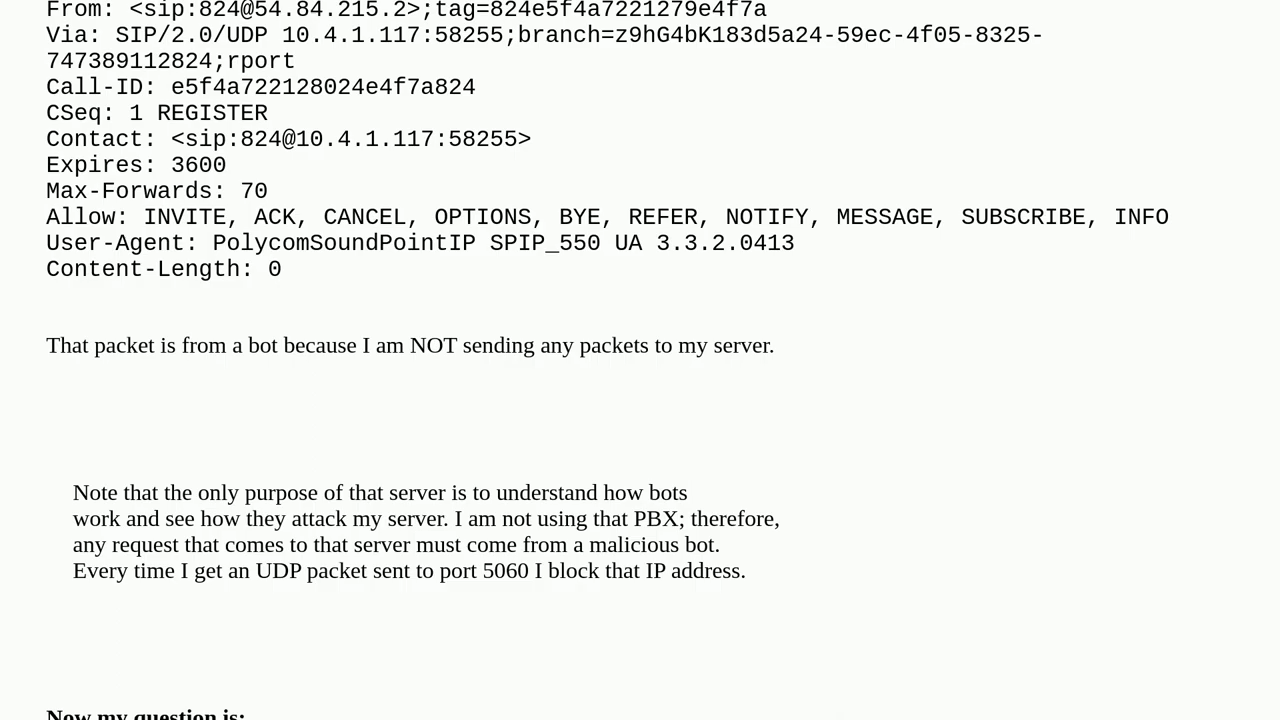 From: <sip:824@54.84.215.2>;tag=824e5f4a7221279e4f7a
Via: SIP/2.0/UDP 10.4.1.117:58255;branch=z9hG4bK183d5a24-59ec-4f05-8325-
747389112824;rport
Call-ID: e5f4a722128024e4f7a824
CSeq: 1 REGISTER
Contact: <sip:824@10.4.1.117:58255>
Expires: 3600
Max-Forwards: 70
Allow: INVITE, ACK, CANCEL, OPTIONS, BYE, REFER, NOTIFY, MESSAGE, SUBSCRIBE, INFO
User-Agent: PolycomSoundPointIP SPIP_550 UA 3.3.2.0413
Content-Length: 0
That packet is from a bot because I am NOT sending any packets to my server.
Note that the only purpose of that server is to understand how bots
work and see how they attack my server. I am not using that PBX; therefore,
any request that comes to that server must come from a malicious bot.
Every time I get an UDP packet sent to port 5060 I block that IP address.
Now my question is: